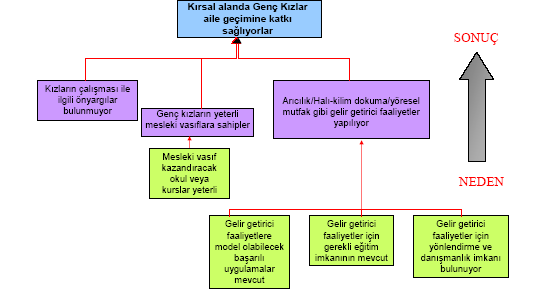 Kırsal alanda Genç Kızlar
aile geçimine katkı
sağlıyorlar
SONUÇ
Kızların çalışması ile
ilgili önyargılar
bulunmuyor
Genç kızların yeterli
mesleki vasıflara sahipler
Arıcılık/Halı-kilim dokuma/yöresel
mutfak gibi gelir getirici faaliyetler
yapılıyor
Mesleki vasıf
kazandıracak
okul veya
kurslar yeterli
NEDEN
Gelir getirici
faaliyetlere
model olabilecek
başarılı
uygulamalar
mevcut
Gelir getirici
faaliyetler için
gerekli eğitim
imkanının mevcut
Gelir getirici
faaliyetler için
yönlendirme ve
danışmanlık imkanı
bulunuyor